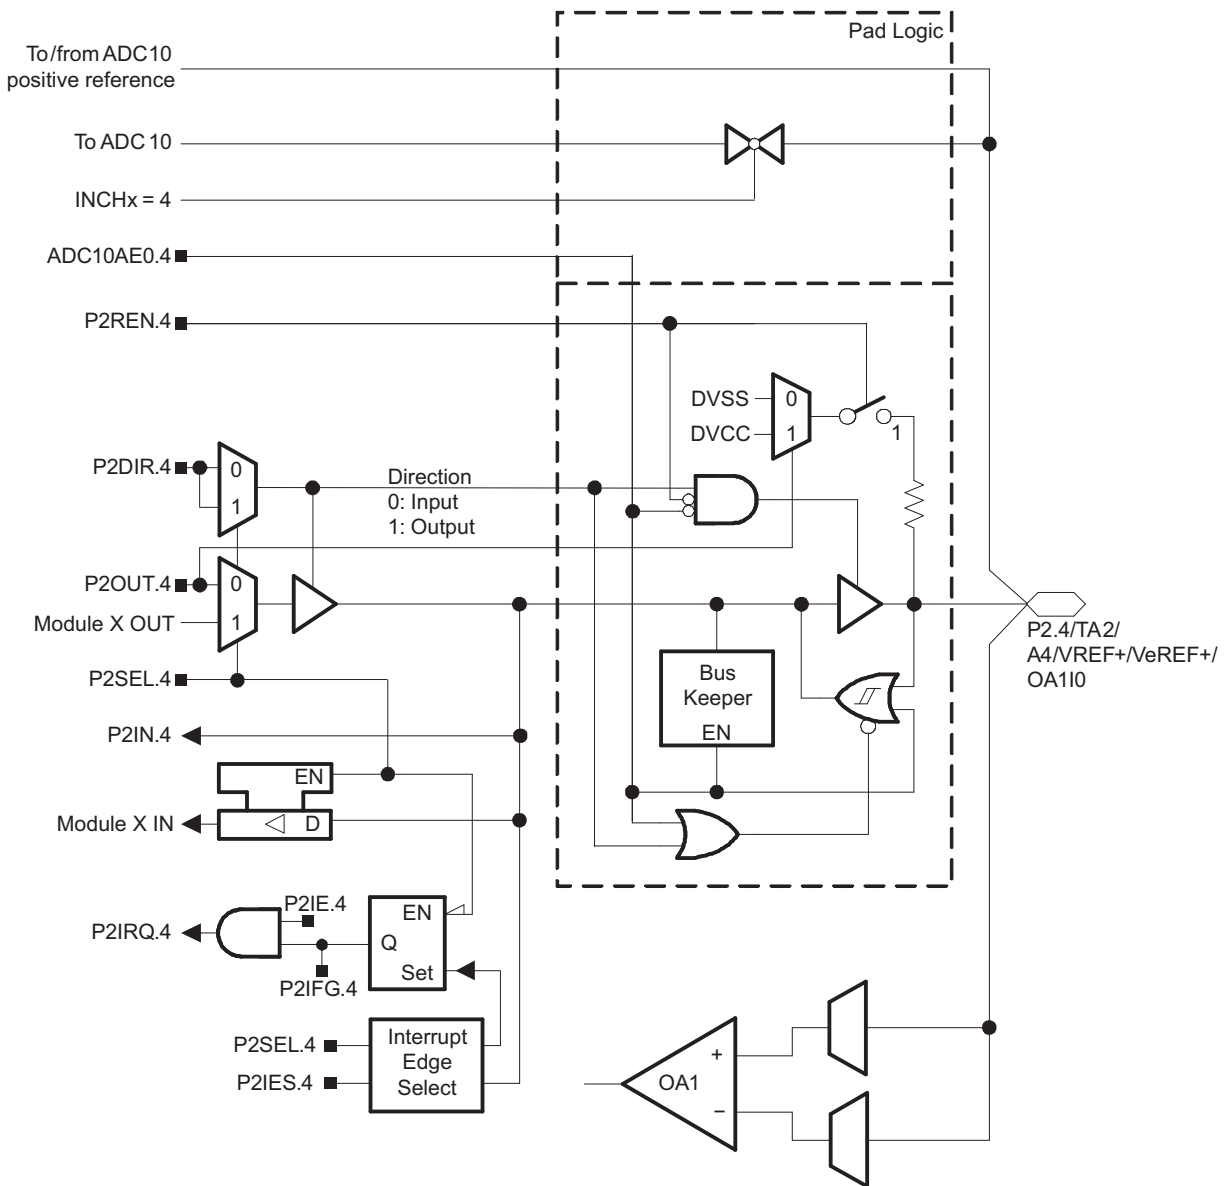 Pad Logic
To/from ADC10
positive reference
To ADC 10
INCHx = 4
ADC10AE0.4
P2REN.4
DVSS
0
DVCC
1
1
P2DIR.4
0
1
Direction
0: Input
1: Output
P2OUT.4
0
Module X OUT
1
P2SEL.4
P2.4/TA2/
A4/VREF+/VeREF+/
OA1I0
Bus
Keeper
EN
P2IN.4
EN
Module X IN
D
P2IE.4
P2IRQ.4
EN
Q
Set
P2IFG.4
P2SEL.4
P2IES.4
Interrupt
Edge
Select
+
OA1
−